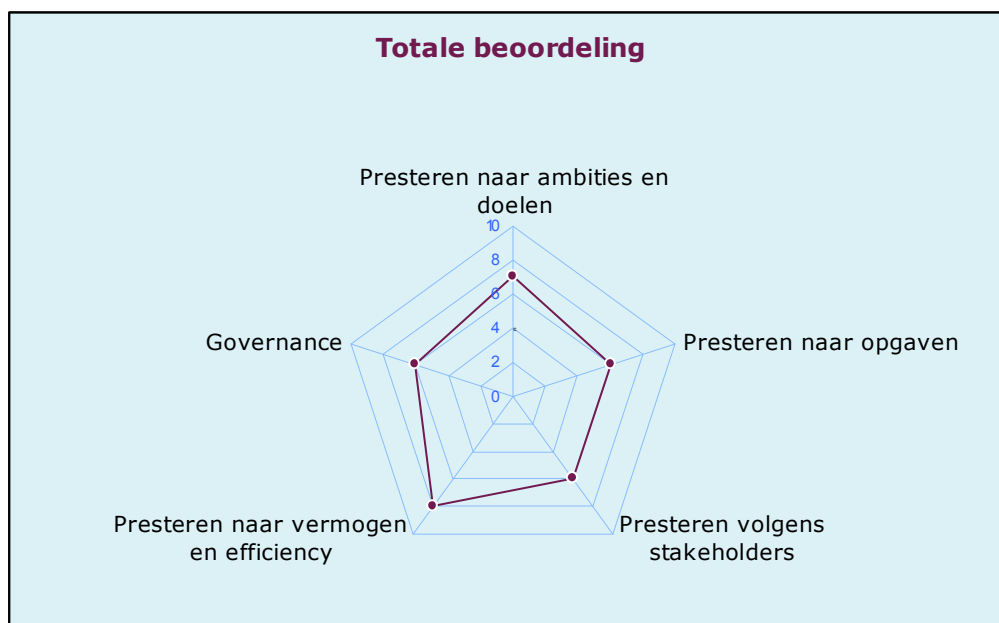 Totale beoordeling
Presteren naar ambities en
doelen
10
8
6
4
2
0
Governance
Presteren naar opgaven
Presteren naar vermogen
en efficiency
Presteren volgens
stakeholders